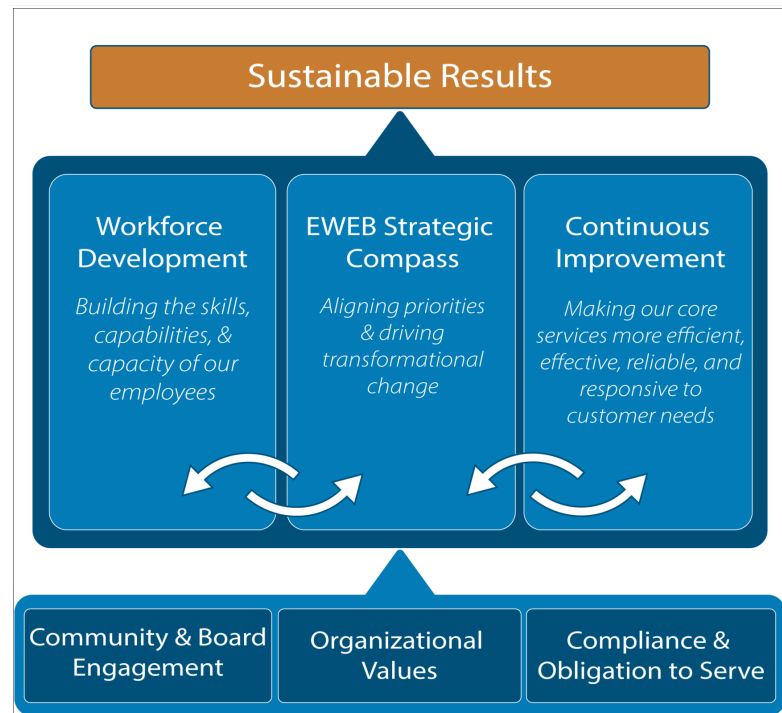 Sustainable Results
Workforce
Development
Building the skills,
capabilities, &
capacity of our
employees
EWEB Strategic
Compass
Aligning priorities
& driving
transformational
change
Continuous
Improvement
Making our core
services more efficient,
effective, reliable, and
responsive to
customer needs
Community & Board
Engagement
Organizational
Values
Compliance &
Obligation to Serve